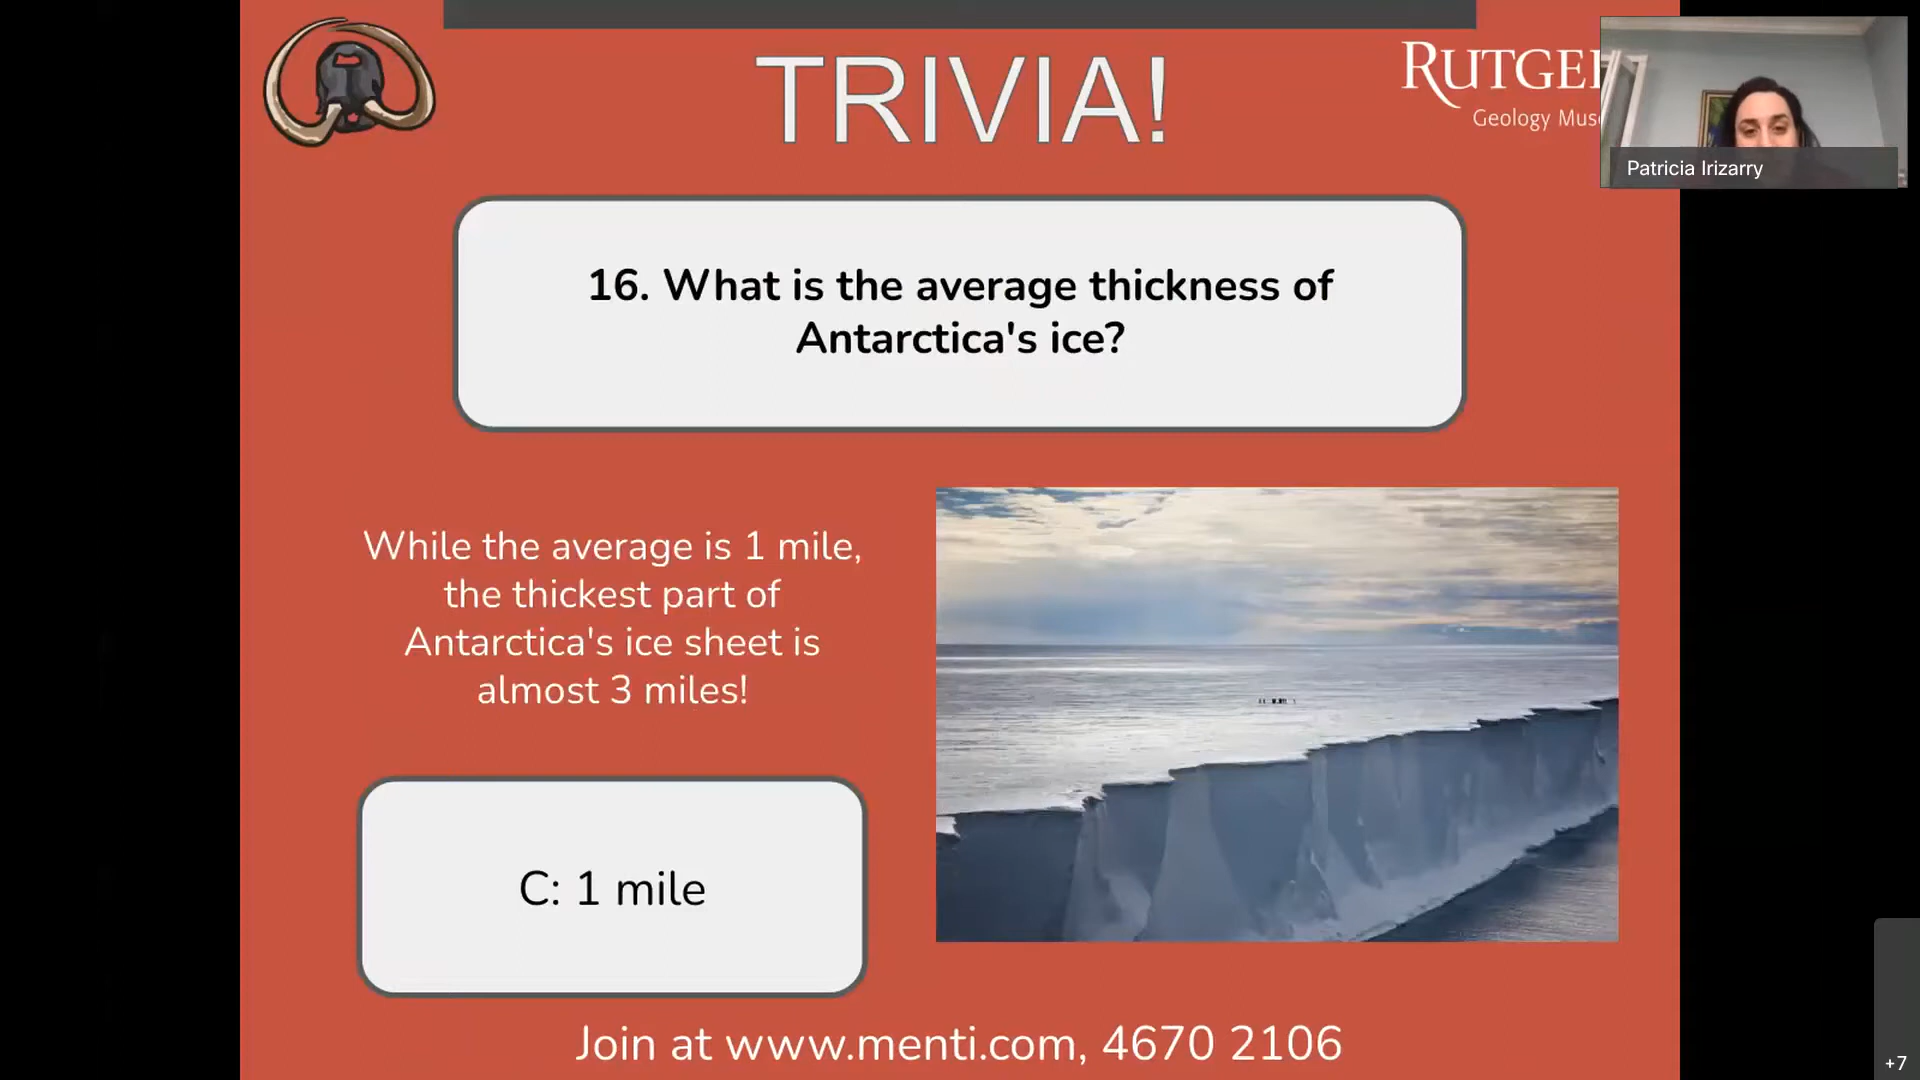 TRIVIA!
RUTGE
Geology Mus
Patricia Irizarry
16. What is the average thickness of
Antarctica's ice?
While the average is 1 mile,
the thickest part of
Antarctica's ice sheet is
almost 3 miles!
C: 1 mile
Join at www.menti.com, 4670 2106
+7